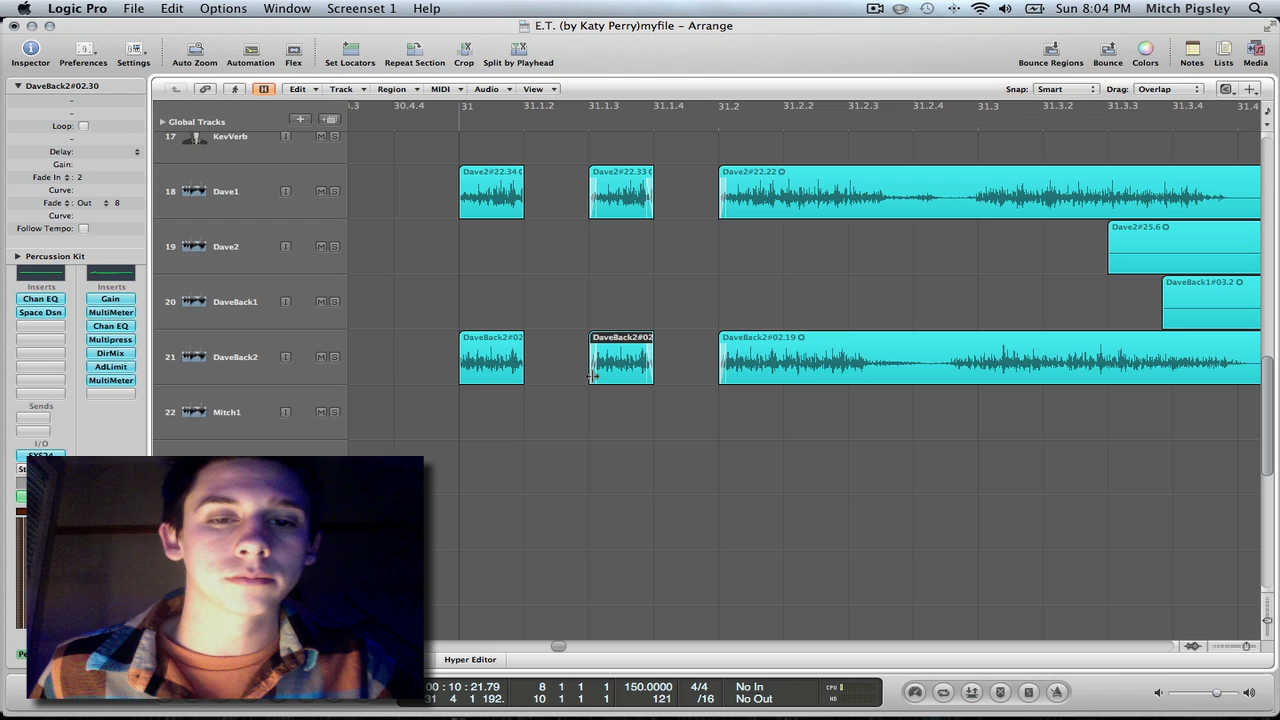 Logic Pro File Edit Options Window Screenset 1 Help Sun 8:04 PM Mitch Pigsley
E.T. (by Katy Perry)myfile - Arrange
Inspector Preferences Settings Auto Zoom Automation Flex Set Locators Repeat Section Crop Split by Playhead Bounce Regions Bounce Colors Notes Lists Media
DaveBack2#02.30
Edit Track Region MIDI Audio View Snap: Smart Drag: Overlap
.3 30.4.4 31 31.1.2 31.1.3 31.1.4 31.2 31.2.2 31.2.3 31.2.4 31.3 31.3.2 31.3.3 31.3.4 31.4
Global Tracks
Loop:
Delay:
Gain:
Fade In: 2
Curve:
Fade: Out 8
Curve:
Follow Tempo:
Percussion Kit
Inserts Inserts
Chan EQ Gain
Space Dsn MultiMeter
Chan EQ
Multipress
DirMix
AdLimit
MultiMeter
Sends
I/O
17 KevVerb I M S
18 Dave1 I M S
Dave2#22.34 Dave2#22.33 Dave2#22.22
19 Dave2 I M S
Dave2#25.6
20 DaveBack1 I M S
DaveBack1#03.2
21 DaveBack2 I M S
DaveBack2#02 DaveBack2#02 DaveBack2#02.19
22 Mitch1 I M S
Hyper Editor
00 : 10 : 21.79 8 1 1 1 150.0000 4/4 No In CPU
31 4 1 192. 10 1 1 1 121 /16 No Out HD